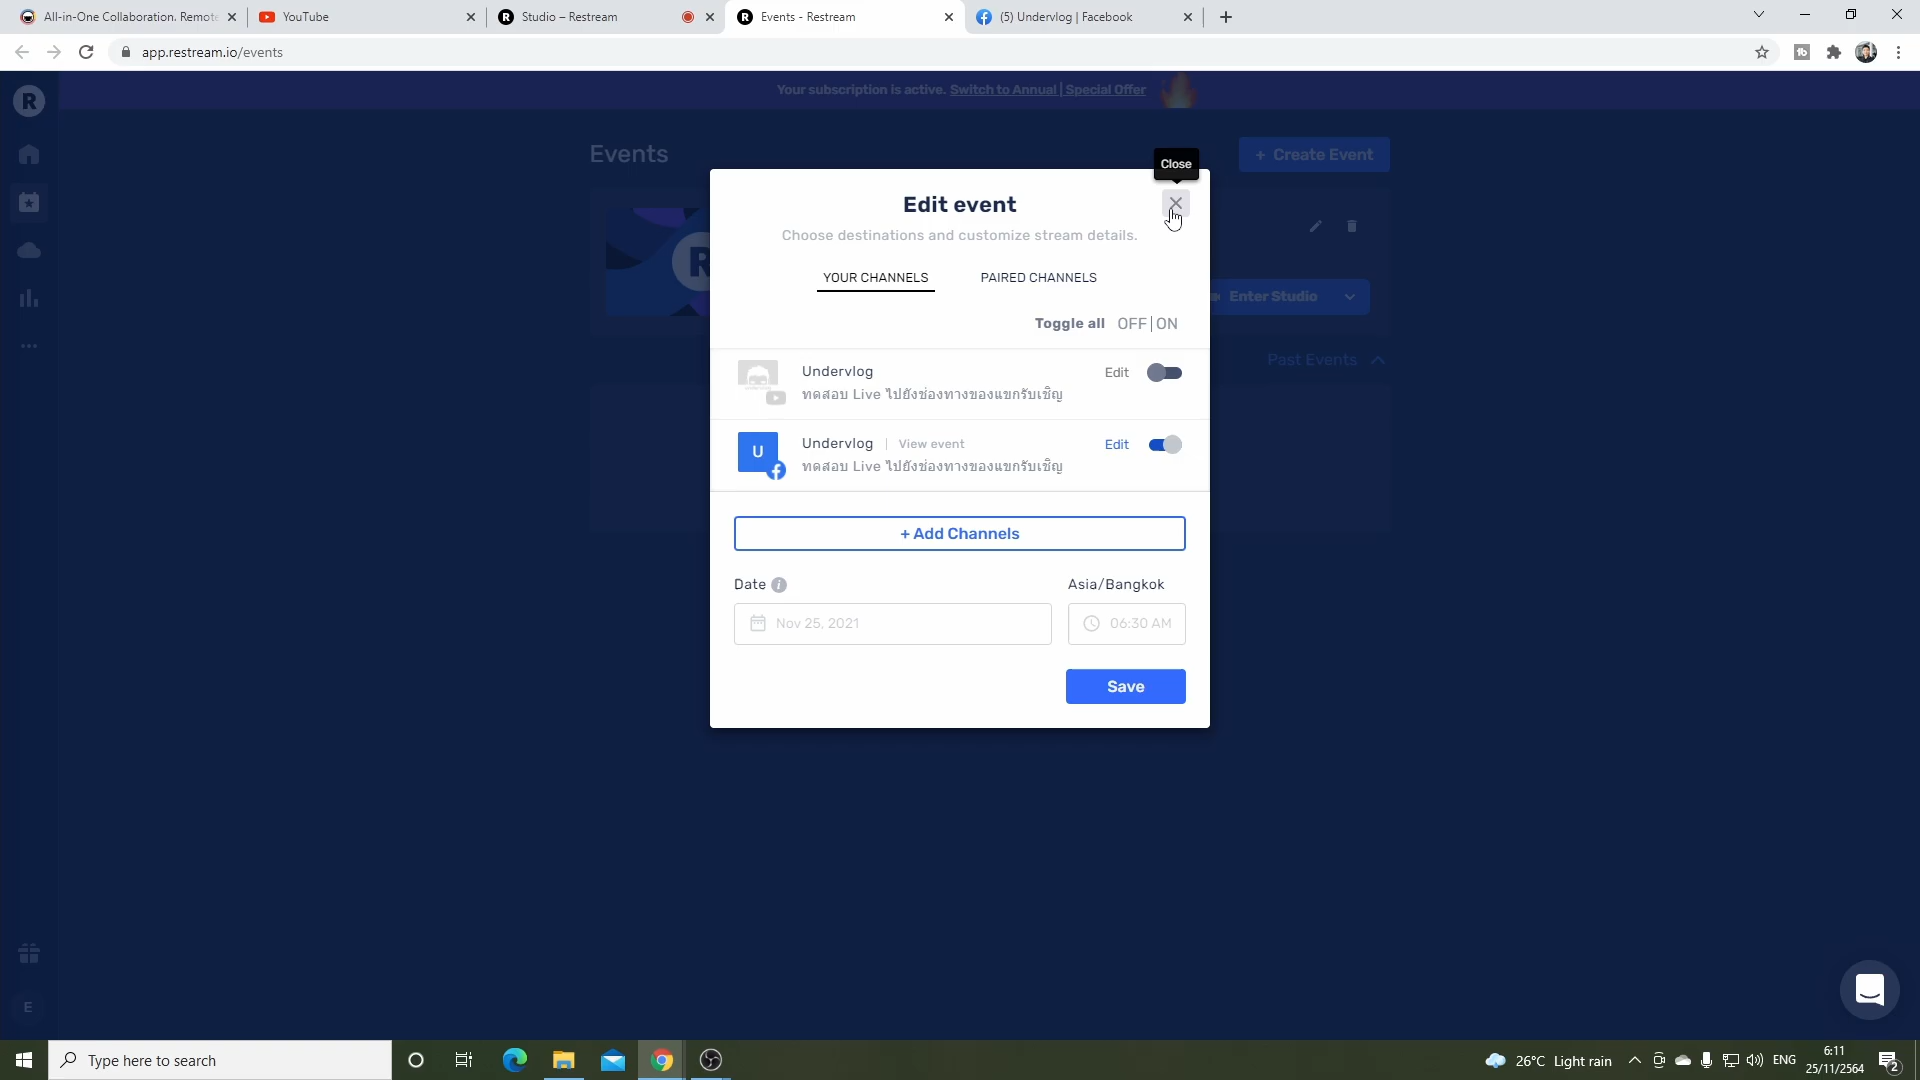 All-in-One Collaboration. Remote
YouTube
Studio – Restream
Events - Restream
(5) Undervlog | Facebook
app.restream.io/events
Your subscription is active. Switch to Annual | Special Offer
Events
+ Create Event
Close
Edit event
Choose destinations and customize stream details.
YOUR CHANNELS
PAIRED CHANNELS
Enter Studio
Toggle all OFF | ON
Past Events
Undervlog
Edit
ทดสอบ Live ไปยังช่องทางของแขกรับเชิญ
U
Undervlog | View event
Edit
ทดสอบ Live ไปยังช่องทางของแขกรับเชิญ
+ Add Channels
Date
Asia/Bangkok
Nov 25, 2021
06:30 AM
Save
E
Type here to search
26°C Light rain
ENG
6:11
25/11/2564
2